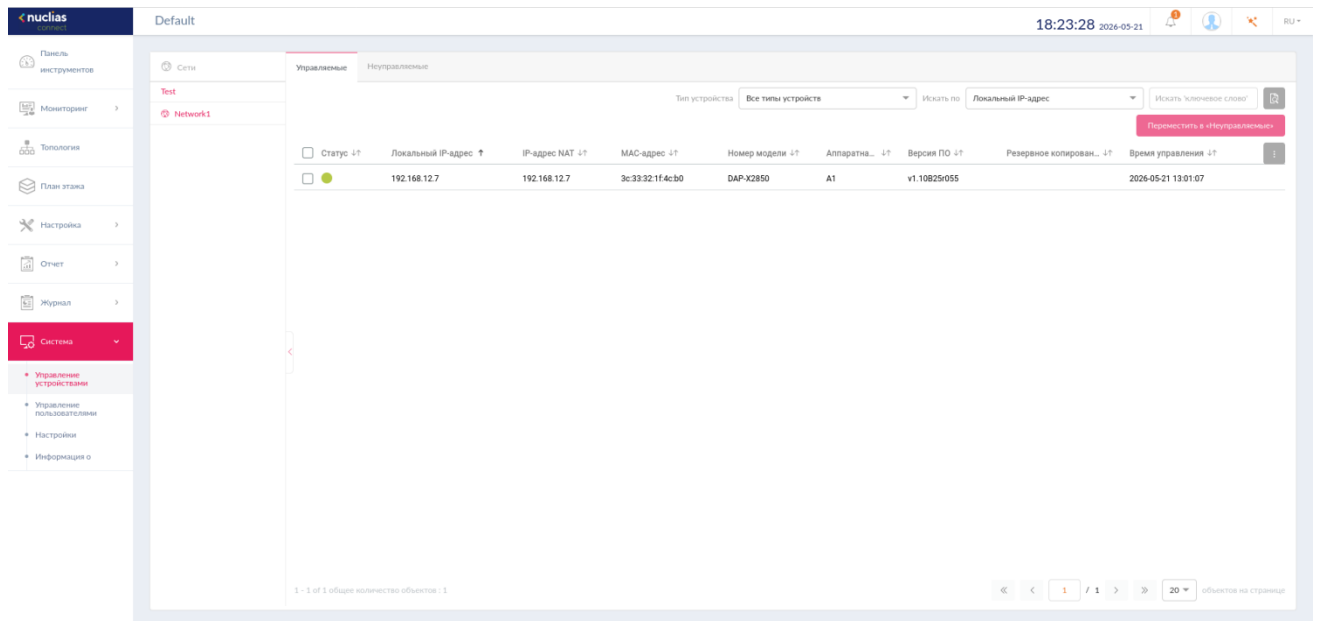 nuclias
connect
Default
18:23:28 2026-05-21
1
RU
Панель
инструментов
Мониторинг
Топология
План этажа
Настройка
Отчет
Журнал
Система
Управление
устройствами
Управление
пользователями
Настройки
Информация о
Сети
Test
Network1
Управляемые Неуправляемые
Тип устройства Все типы устройств Искать по Локальный IP-адрес Искать 'ключевое слово'
Переместить в «Неуправляемые»
Статус Локальный IP-адрес IP-адрес NAT MAC-адрес Номер модели Аппаратна... Версия ПО Резервное копирован... Время управления
192.168.12.7 192.168.12.7 3c:33:32:1f:4c:b0 DAP-X2850 A1 v1.10B25r055 2026-05-21 13:01:07
1 - 1 of 1 общее количество объектов : 1
1 / 1 20 объектов на странице